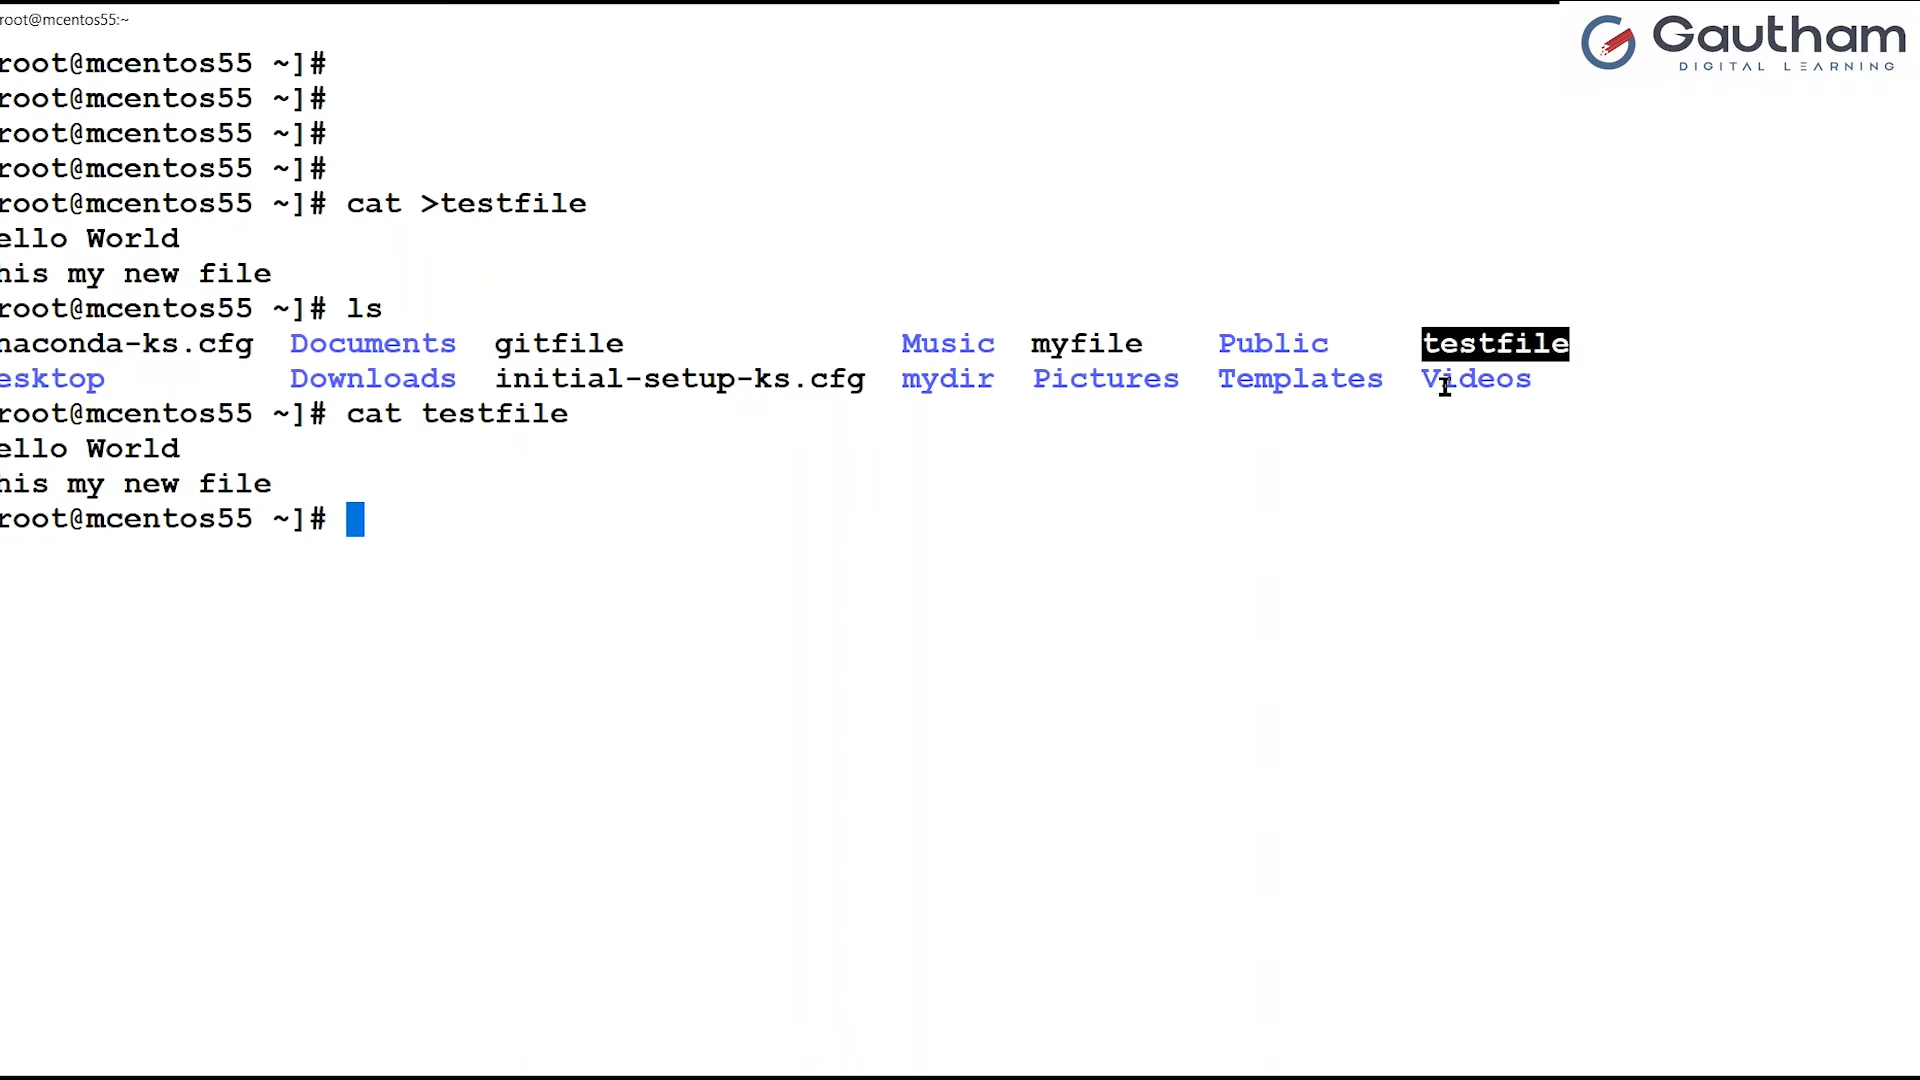 root@mcentos55:~
Gautham
DIGITAL LEARNING
root@mcentos55 ~]#
root@mcentos55 ~]#
root@mcentos55 ~]#
root@mcentos55 ~]#
root@mcentos55 ~]# cat >testfile
ello World
his my new file
root@mcentos55 ~]# ls
naconda-ks.cfg Documents gitfile Music myfile Public testfile
esktop Downloads initial-setup-ks.cfg mydir Pictures Templates Videos
root@mcentos55 ~]# cat testfile
ello World
his my new file
root@mcentos55 ~]#